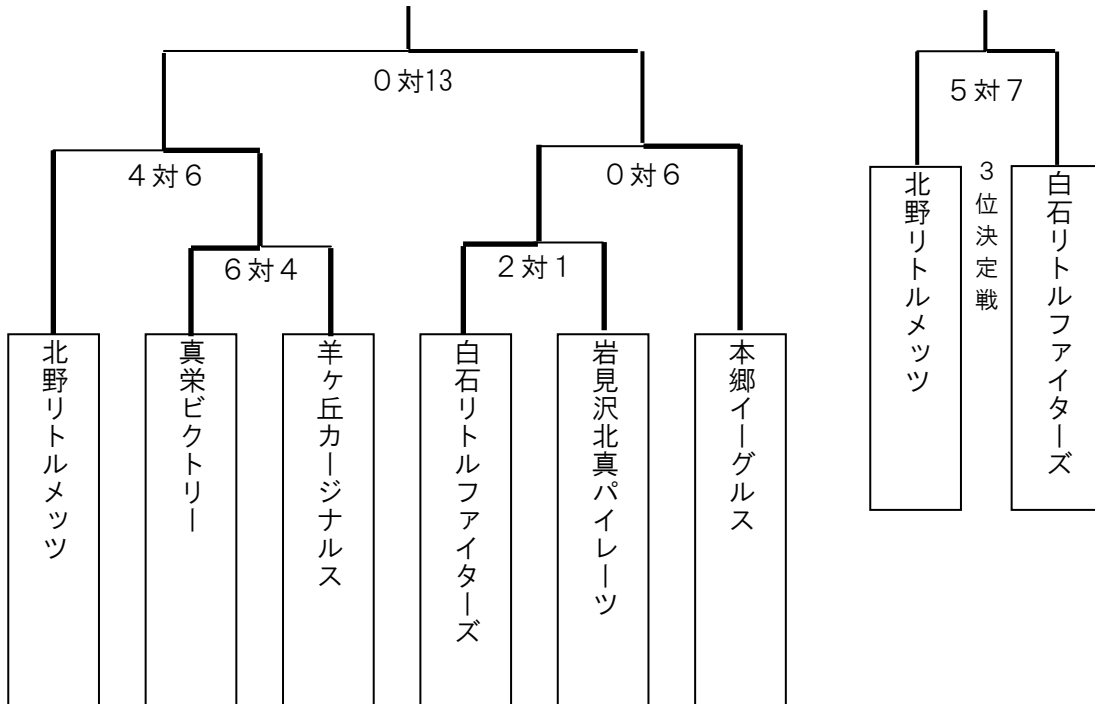 ０対13
５対７
４対６
０対６
６対４
２対１
北野リトルメッツ
真栄ビクトリー
羊ヶ丘カージナルス
白石リトルファイターズ
岩見沢北真パイレーツ
本郷イーグルス
北野リトルメッツ
３位決定戦
白石リトルファイターズ